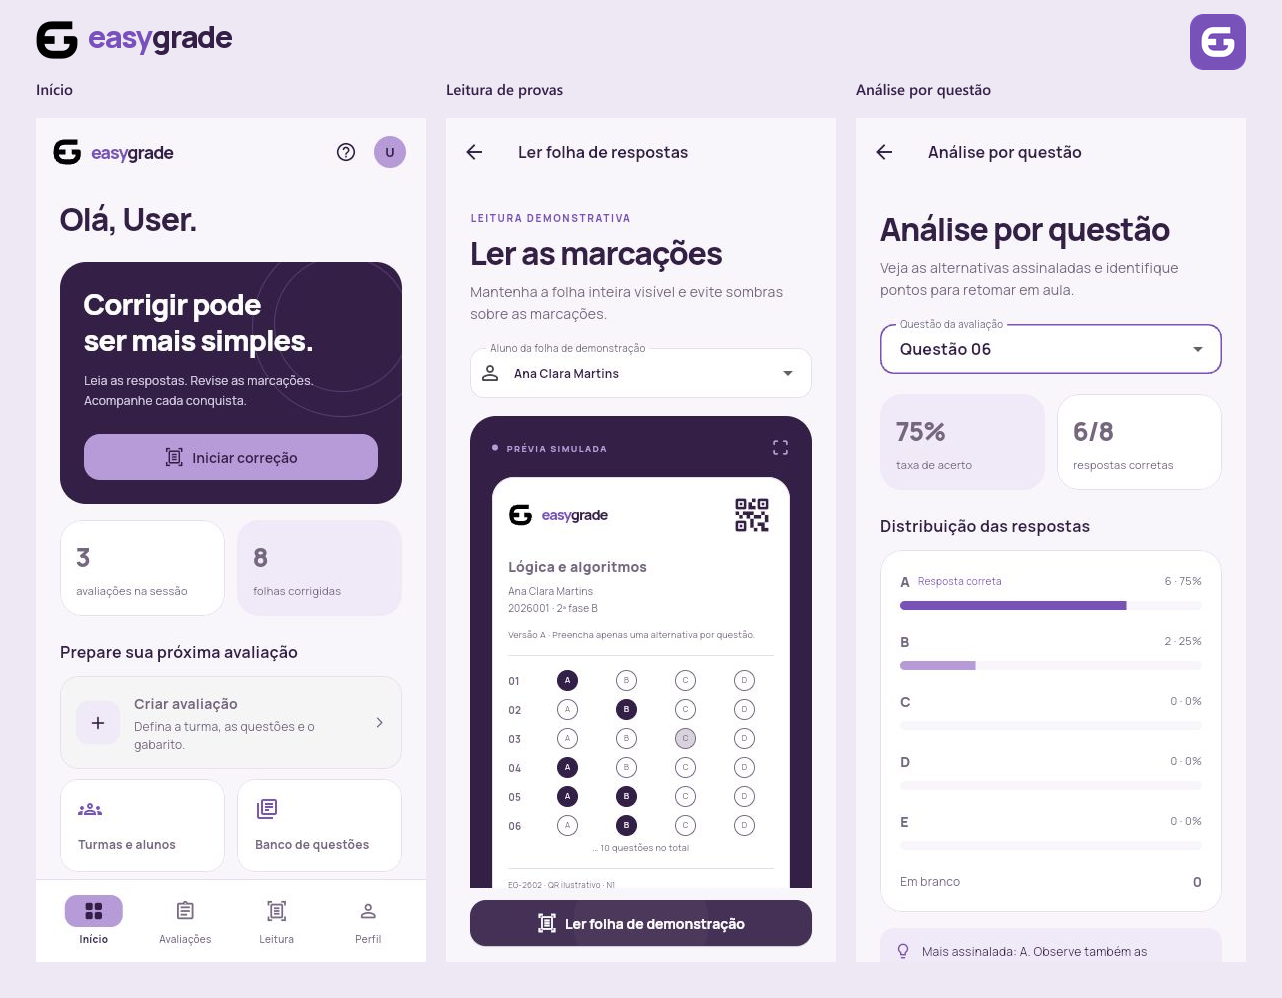 easygrade
Início
easygrade
U
Olá, User.
Corrigir pode
ser mais simples.
Leia as respostas. Revise as marcações.
Acompanhe cada conquista.
Iniciar correção
3
avaliações na sessão
8
folhas corrigidas
Prepare sua próxima avaliação
Criar avaliação
Defina a turma, as questões e o
gabarito.
Turmas e alunos
Banco de questões
Início
Avaliações
Leitura
Perfil
Leitura de provas
Ler folha de respostas
LEITURA DEMONSTRATIVA
Ler as marcações
Mantenha a folha inteira visível e evite sombras
sobre as marcações.
Aluno da folha de demonstração
Ana Clara Martins
PRÉVIA SIMULADA
easygrade
Lógica e algoritmos
Ana Clara Martins
2026001 · 2ª fase B
Versão A · Preencha apenas uma alternativa por questão.
01 A B C D
02 A B C D
03 A B C D
04 A B C D
05 A B C D
06 A B C D
... 10 questões no total
EG-2602 · QR ilustrativo · N1
Ler folha de demonstração
Análise por questão
Análise por questão
Análise por questão
Veja as alternativas assinaladas e identifique
pontos para retomar em aula.
Questão da avaliação
Questão 06
75%
taxa de acerto
6/8
respostas corretas
Distribuição das respostas
A Resposta correta 6 · 75%
B 2 · 25%
C 0 · 0%
D 0 · 0%
E 0 · 0%
Em branco 0
Mais assinalada: A. Observe também as